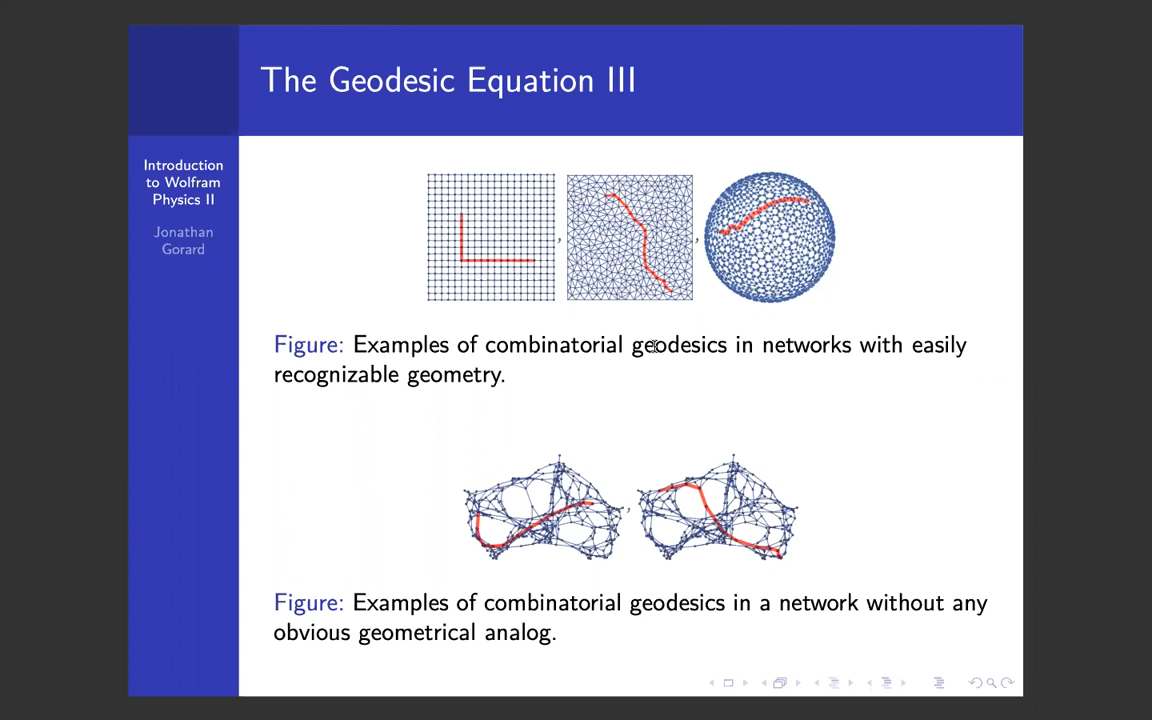 The Geodesic Equation III
Introduction
to Wolfram
Physics II
Jonathan
Gorard
, ,
Figure: Examples of combinatorial geodesics in networks with easily
recognizable geometry.
,
Figure: Examples of combinatorial geodesics in a network without any
obvious geometrical analog.